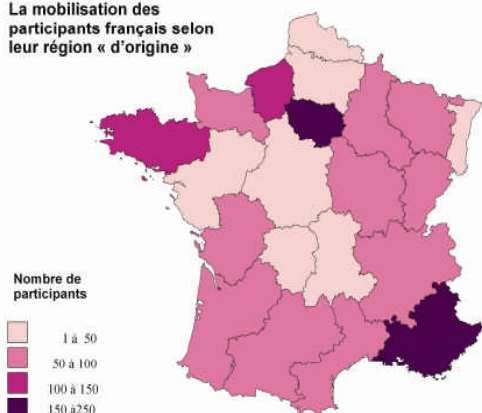 La mobilisation des
participants français selon
leur région « d'origine »
Nombre de
participants
1 à 50
50 à 100
100 à 150
150 à250